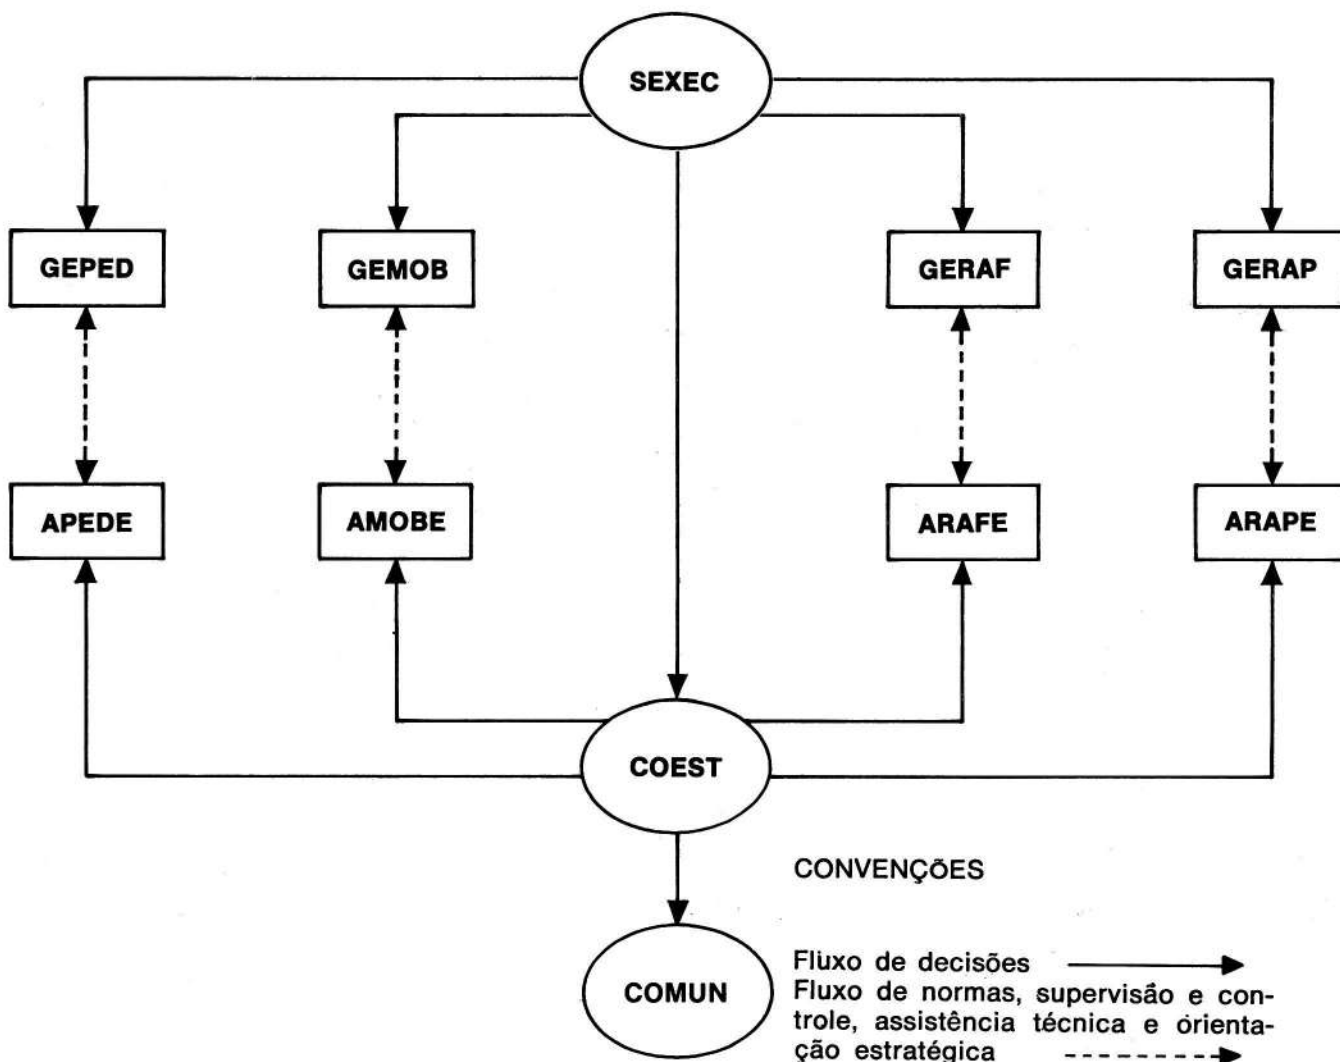 SEXEC
GEPED
GEMOB
GERAF
GERAP
APEDE
AMOBE
ARAFE
ARAPE
COEST
COMUN
CONVENÇÕES
Fluxo de decisões
Fluxo de normas, supervisão e con-
trole, assistência técnica e orienta-
ção estratégica